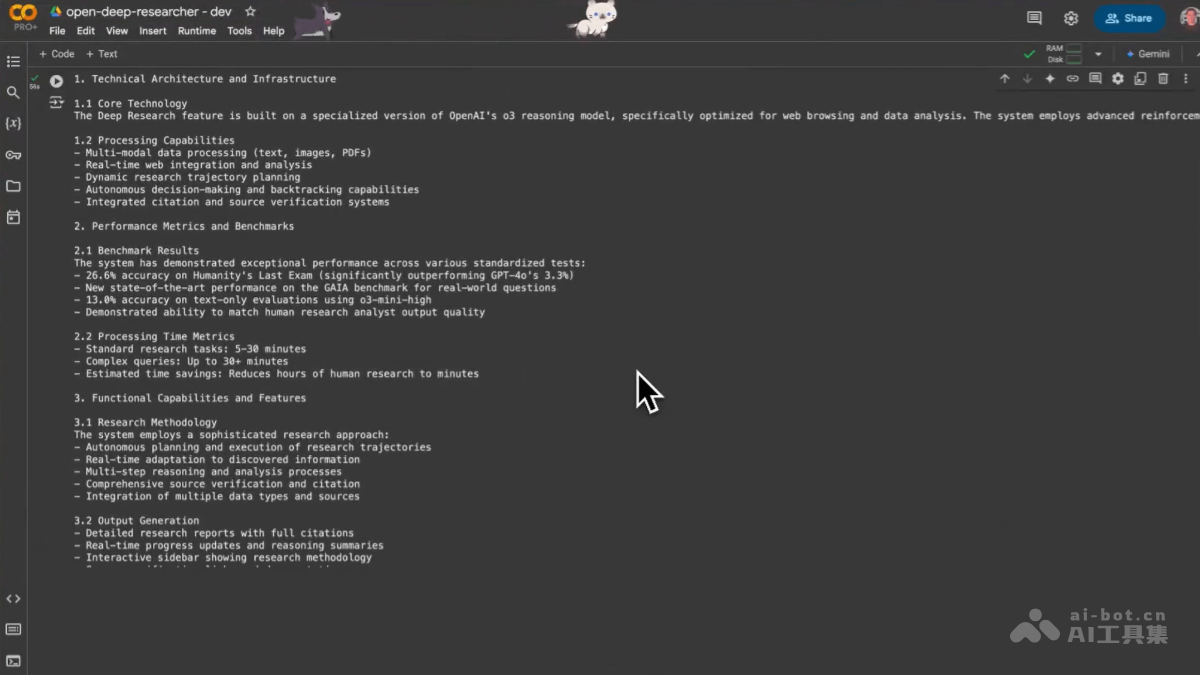 open-deep-researcher - dev
PRO+
File Edit View Insert Runtime Tools Help
Share
+ Code + Text
RAM
Disk
Gemini
56s
1. Technical Architecture and Infrastructure
1.1 Core Technology
The Deep Research feature is built on a specialized version of OpenAI's o3 reasoning model, specifically optimized for web browsing and data analysis. The system employs advanced reinforcem
1.2 Processing Capabilities
- Multi-modal data processing (text, images, PDFs)
- Real-time web integration and analysis
- Dynamic research trajectory planning
- Autonomous decision-making and backtracking capabilities
- Integrated citation and source verification systems
2. Performance Metrics and Benchmarks
2.1 Benchmark Results
The system has demonstrated exceptional performance across various standardized tests:
- 26.6% accuracy on Humanity's Last Exam (significantly outperforming GPT-4o's 3.3%)
- New state-of-the-art performance on the GAIA benchmark for real-world questions
- 13.0% accuracy on text-only evaluations using o3-mini-high
- Demonstrated ability to match human research analyst output quality
2.2 Processing Time Metrics
- Standard research tasks: 5-30 minutes
- Complex queries: Up to 30+ minutes
- Estimated time savings: Reduces hours of human research to minutes
3. Functional Capabilities and Features
3.1 Research Methodology
The system employs a sophisticated research approach:
- Autonomous planning and execution of research trajectories
- Real-time adaptation to discovered information
- Multi-step reasoning and analysis processes
- Comprehensive source verification and citation
- Integration of multiple data types and sources
3.2 Output Generation
- Detailed research reports with full citations
- Real-time progress updates and reasoning summaries
- Interactive sidebar showing research methodology
ai-bot.cn
AI工具集